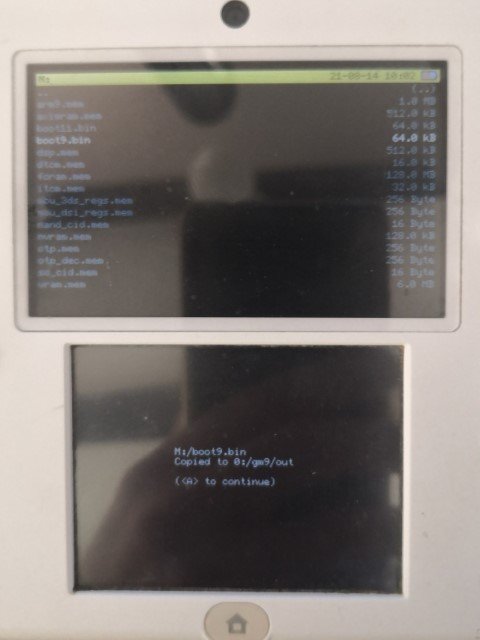 M: 21-08-14 10:02
.. (..)
arm9.mem 1.0 MB
axiwram.mem 512.0 kB
boot11.bin 64.0 kB
boot9.bin 64.0 kB
dsp.mem 512.0 kB
dtcm.mem 16.0 kB
fcram.mem 128.0 MB
itcm.mem 32.0 kB
mcu_3ds_regs.mem 256 Byte
mcu_dsi_regs.mem 256 Byte
nand_cid.mem 16 Byte
nvram.mem 128.0 kB
otp.mem 256 Byte
otp_dec.mem 256 Byte
sd_cid.mem 16 Byte
vram.mem 6.0 MB
M:/boot9.bin
Copied to 0:/gm9/out
(<A> to continue)